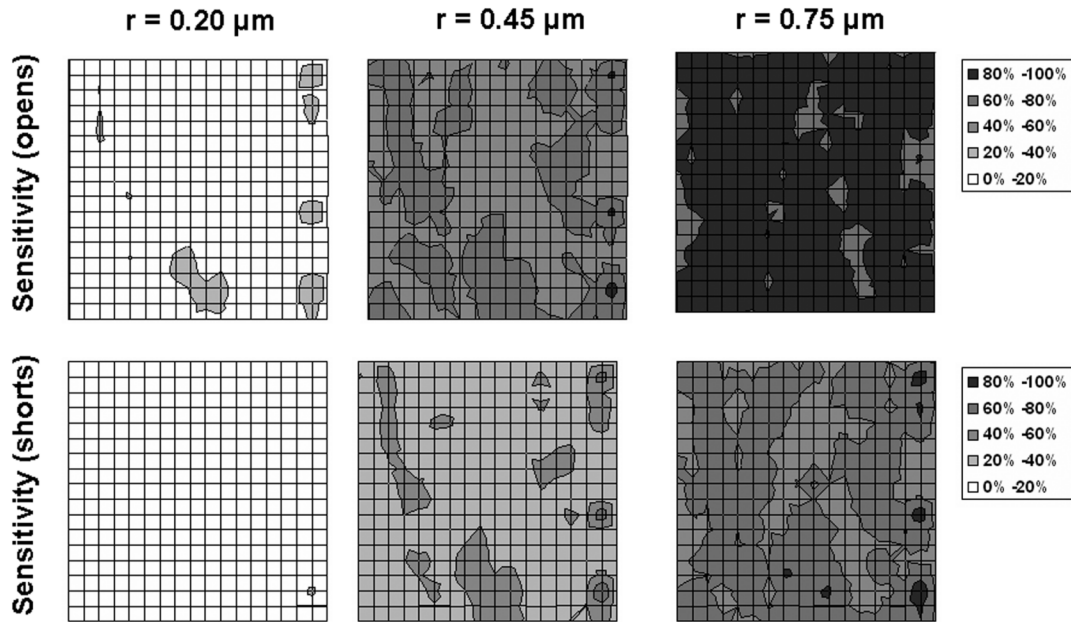 r = 0.20 µm
r = 0.45 µm
r = 0.75 µm
Sensitivity (opens)
80% -100%
60% -80%
40% -60%
20% -40%
0% -20%
Sensitivity (shorts)
80% -100%
60% -80%
40% -60%
20% -40%
0% -20%